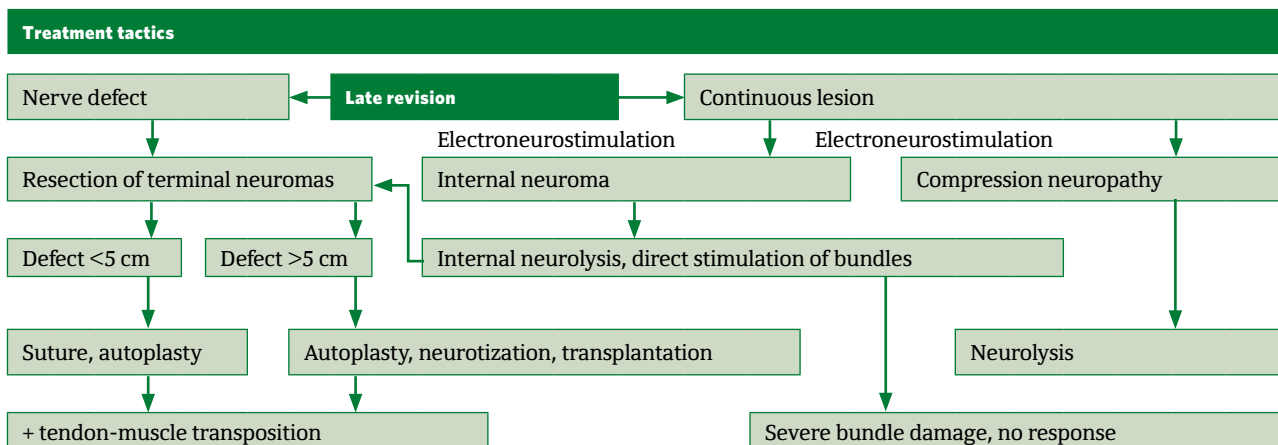 Treatment tactics
Nerve defect
Late revision
Continuous lesion
Electroneurostimulation
Electroneurostimulation
Resection of terminal neuromas
Internal neuroma
Compression neuropathy
Defect <5 cm
Defect >5 cm
Internal neurolysis, direct stimulation of bundles
Suture, autoplasty
Autoplasty, neurotization, transplantation
Neurolysis
+ tendon-muscle transposition
Severe bundle damage, no response